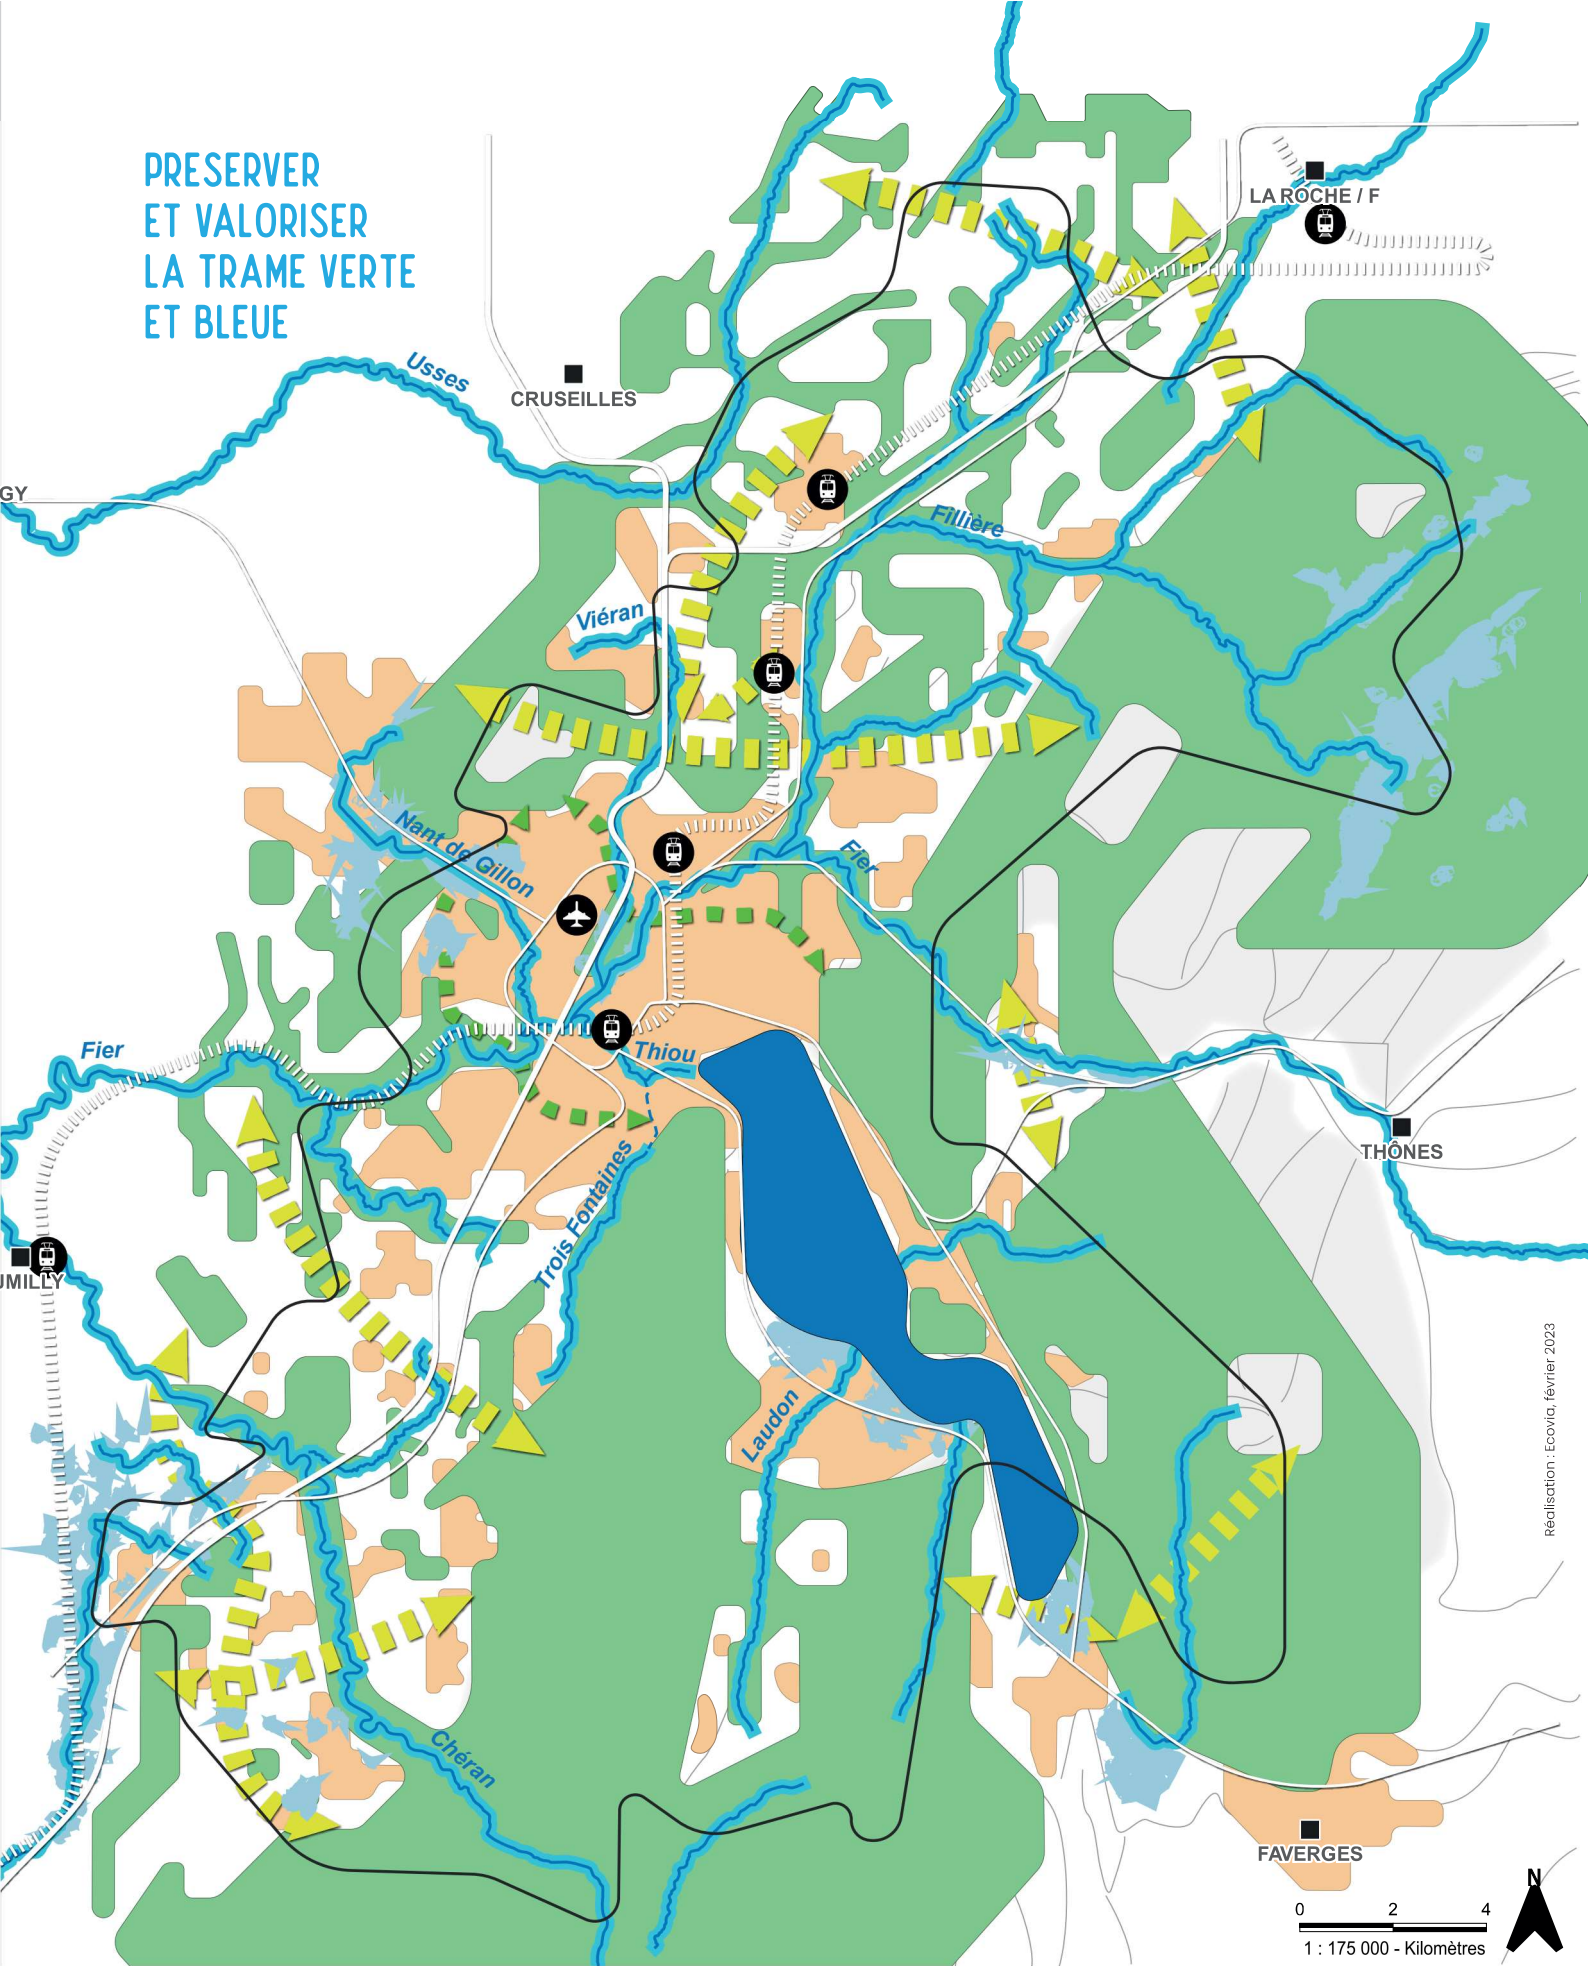 PRESERVER
ET VALORISER
LA TRAME VERTE
ET BLEUE
LA ROCHE / F
Usses
CRUSEILLES
GY
Fillière
Viéran
Nant de Gillon
Fier
Fier
Thiou
THÔNES
Trois Fontaines
UMILLY
Laudon
Réalisation : Ecovia, février 2023
Chéran
FAVERGES
N
0 2 4
1 : 175 000 - Kilomètres